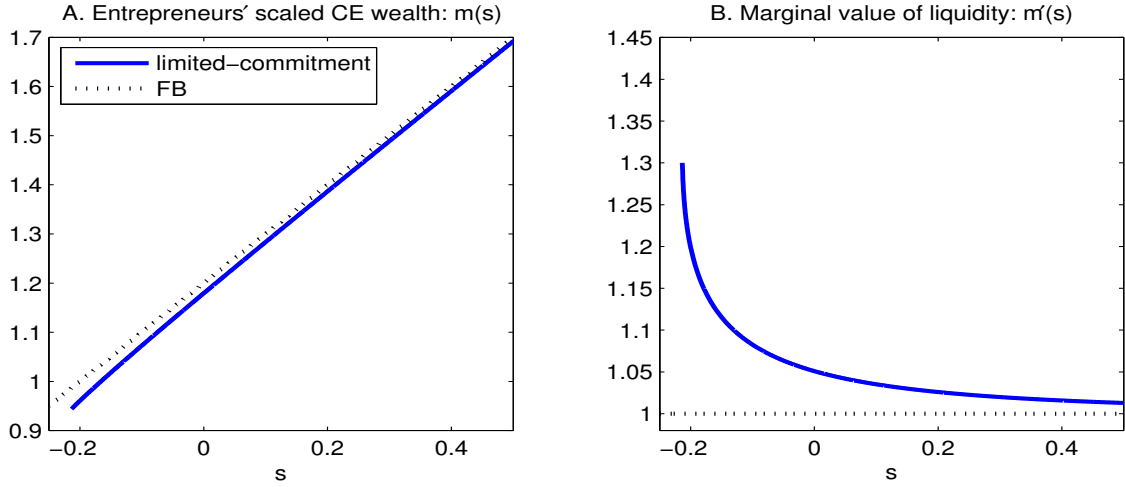 A. Entrepreneurs′ scaled CE wealth: m(s)
1.7
1.6
1.5
1.4
1.3
1.2
1.1
1
0.9
limited−commitment
FB
−0.2 0 0.2 0.4
s
B. Marginal value of liquidity: m′(s)
1.45
1.4
1.35
1.3
1.25
1.2
1.15
1.1
1.05
1
−0.2 0 0.2 0.4
s